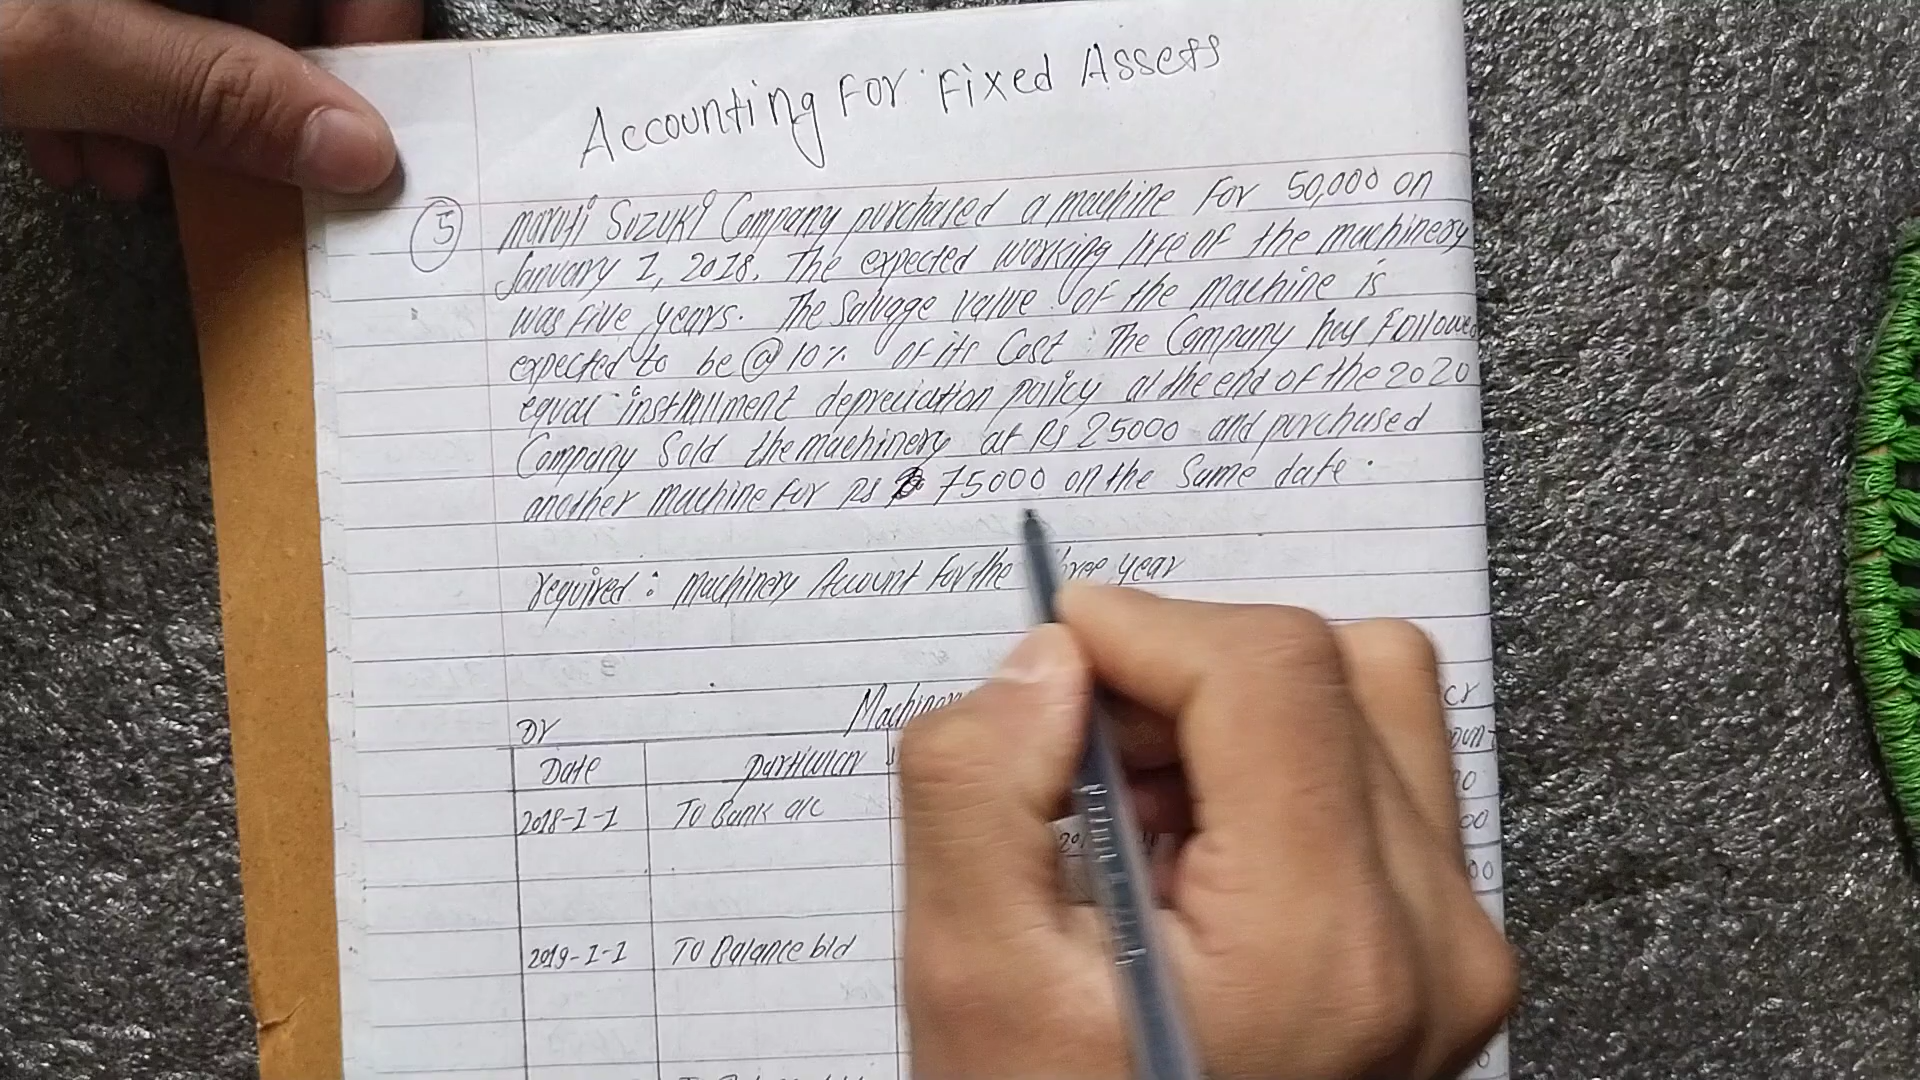 Accounting For Fixed Assets
5 Maruti Suzuki Company purchased a machine For 50,000 on
January 1, 2018. The expected working life of the machinery
was five years. The Salvage value of the machine is
expected to be @ 10% of its Cost. The Company has Followed
equal installment depreciation policy at the end of the 2020
Company Sold the machinery at Rs 25000 and purchased
another machine for Rs 75000 on the Same date.
required: Machinery Account for the three year
Dr Cr
Date particular
2018-1-1 To Bank a/c
00
00
2019-1-1 To Balance b/d